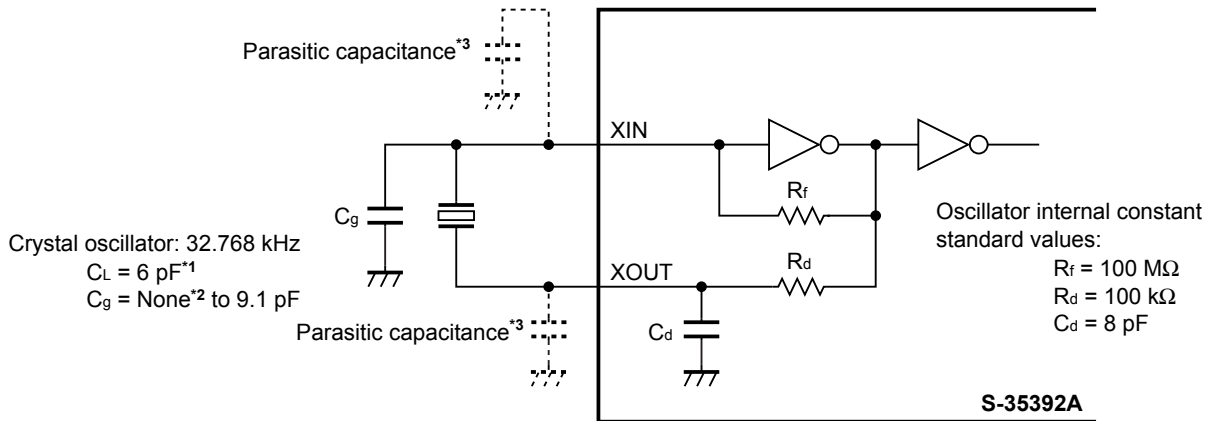 Parasitic capacitance*3
XIN
Rf
Cg
Crystal oscillator: 32.768 kHz
CL = 6 pF*1
Cg = None*2 to 9.1 pF
Oscillator internal constant
standard values:
Rf = 100 MΩ
Rd = 100 kΩ
Cd = 8 pF
XOUT
Rd
Parasitic capacitance*3
Cd
S-35392A